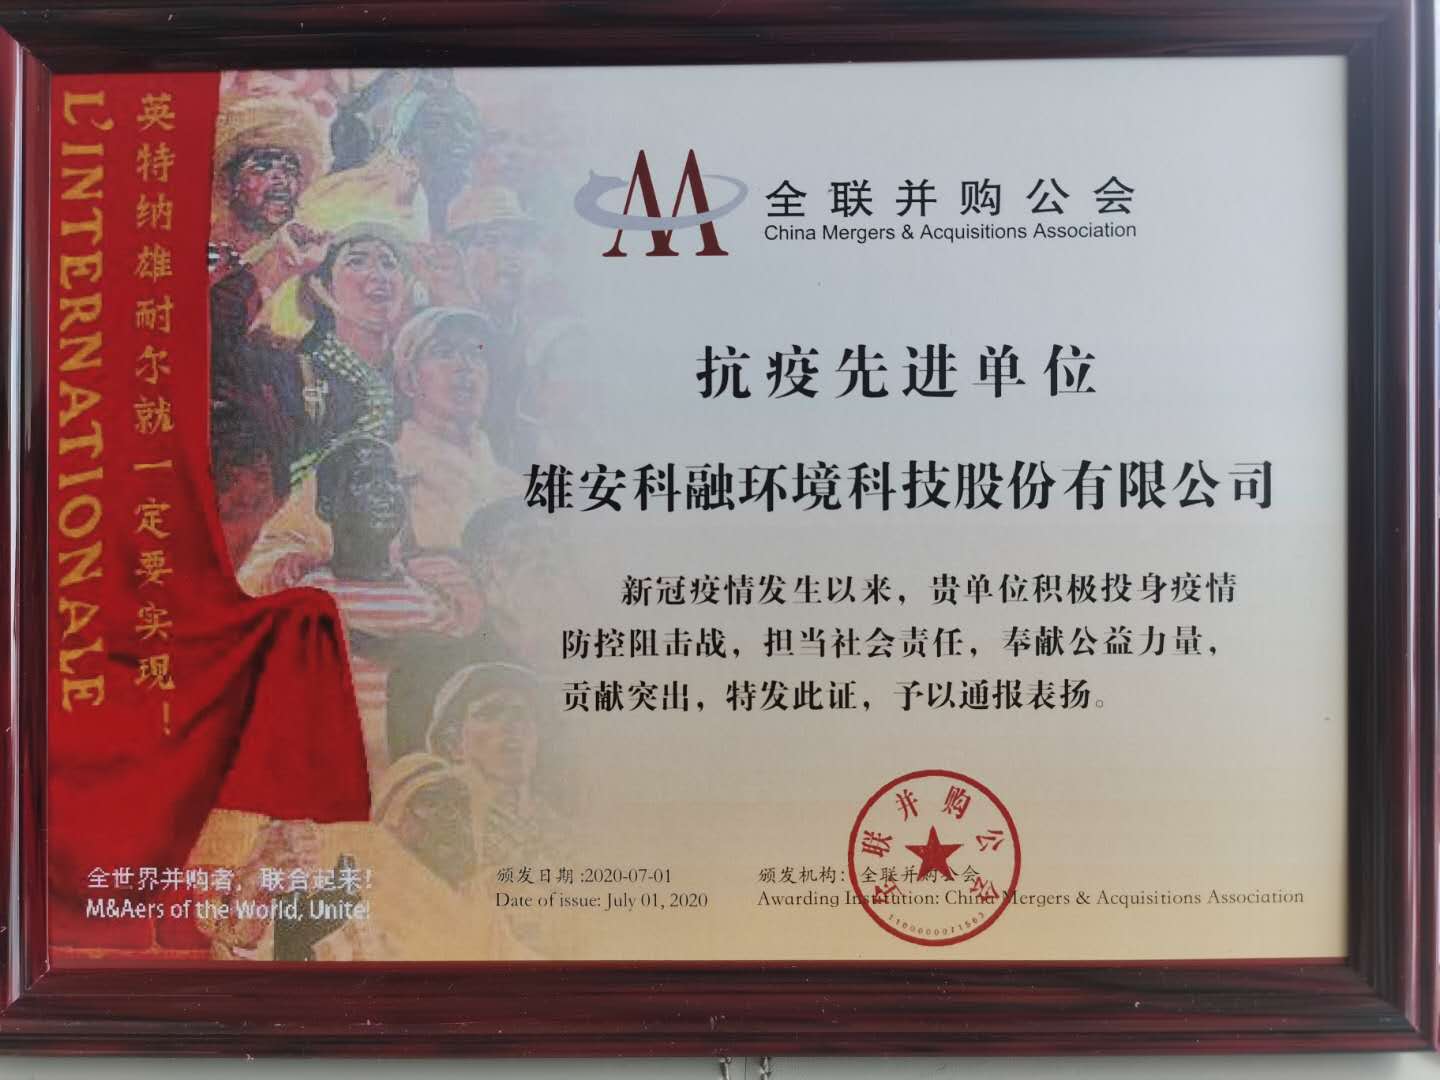 L'INTERNATIONALE
英特纳雄耐尔就一定要实现！
全联并购公会
China Mergers & Acquisitions Association
抗疫先进单位
雄安科融环境科技股份有限公司
新冠疫情发生以来，贵单位积极投身疫情
防控阻击战，担当社会责任，奉献公益力量，
贡献突出，特发此证，予以通报表扬。
全世界并购者，联合起来！
M&Aers of the World, Unite!
颁发日期:2020-07-01
Date of issue: July 01, 2020
颁发机构：全联并购公会
Awarding Institution: China Mergers & Acquisitions Association
全联并购公会